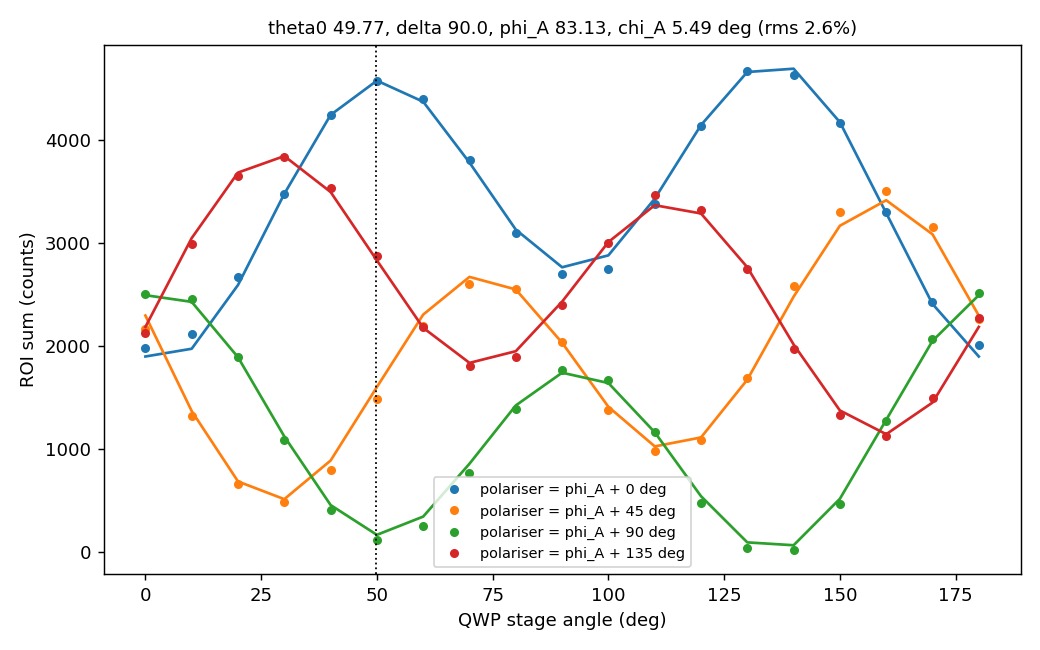 theta0 49.77, delta 90.0, phi_A 83.13, chi_A 5.49 deg (rms 2.6%)
ROI sum (counts)
4000
3000
2000
1000
0
polariser = phi_A + 0 deg
polariser = phi_A + 45 deg
polariser = phi_A + 90 deg
polariser = phi_A + 135 deg
0 25 50 75 100 125 150 175
QWP stage angle (deg)